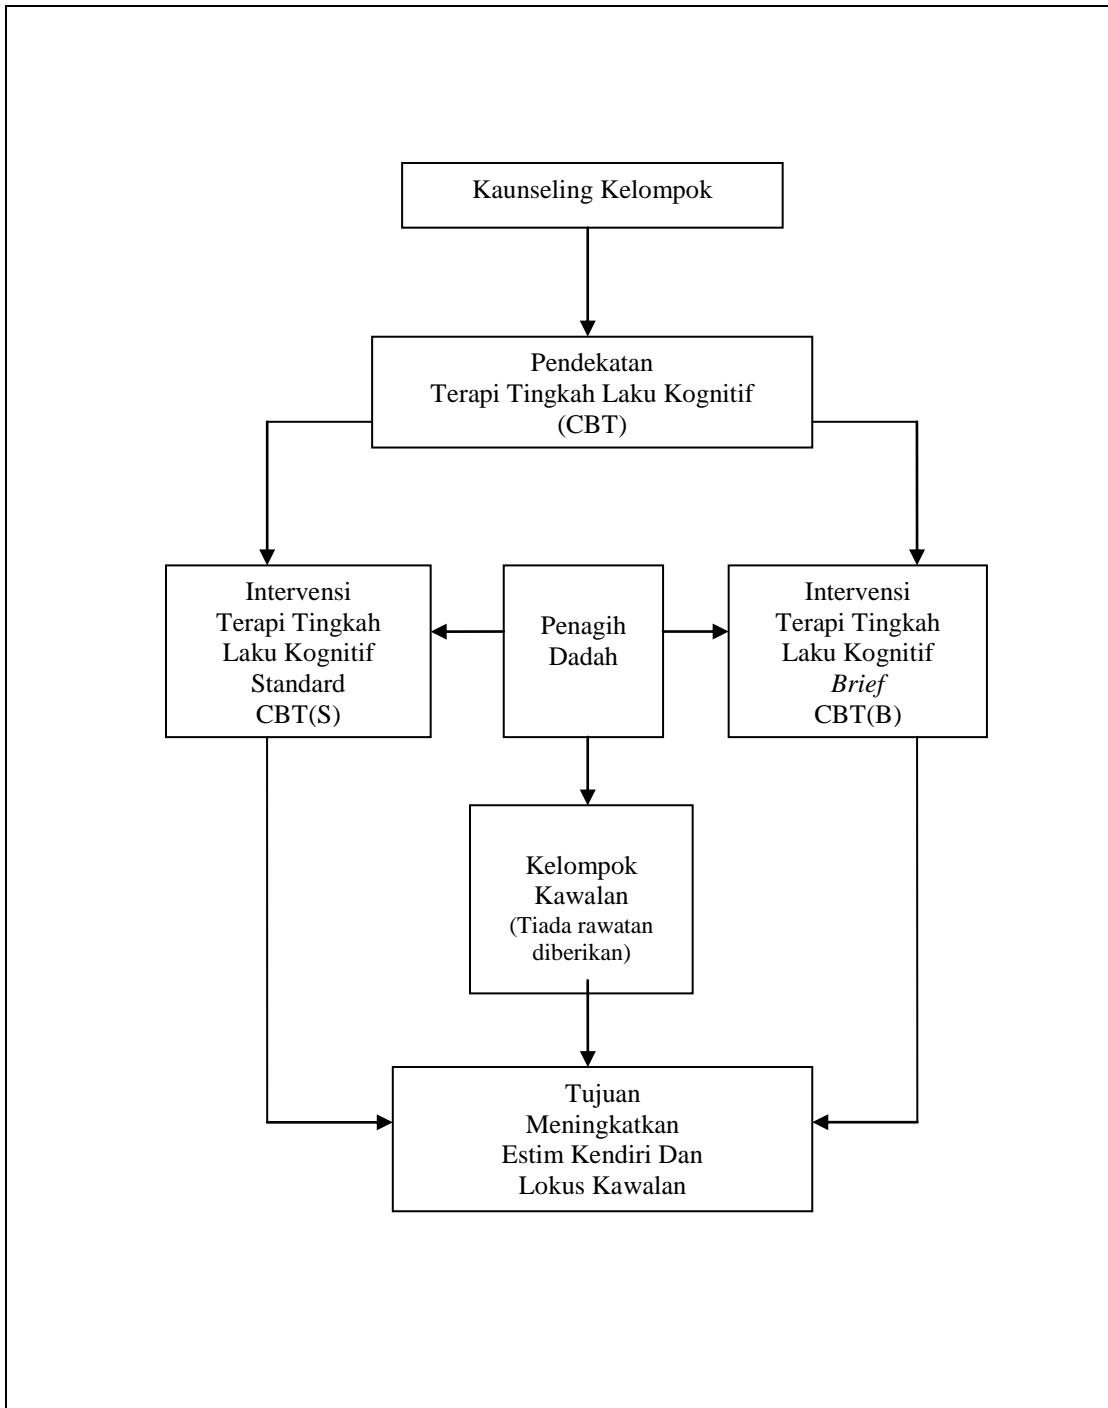 Kaunseling Kelompok
Pendekatan
Terapi Tingkah Laku Kognitif
(CBT)
Intervensi
Terapi Tingkah
Laku Kognitif
Standard
CBT(S)
Penagih
Dadah
Intervensi
Terapi Tingkah
Laku Kognitif
Brief
CBT(B)
Kelompok
Kawalan
(Tiada rawatan
diberikan)
Tujuan
Meningkatkan
Estim Kendiri Dan
Lokus Kawalan